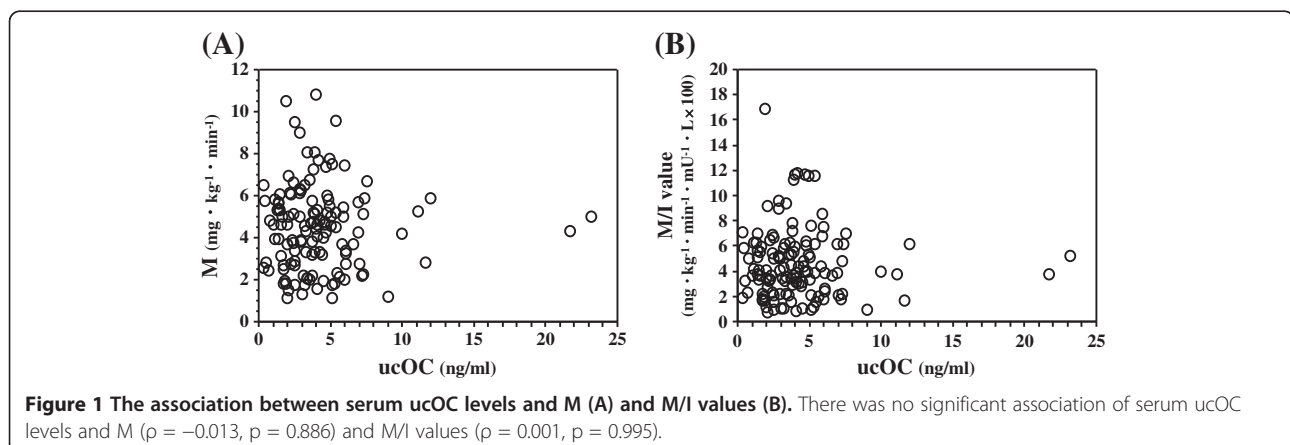 (A)
12
10
8
6
4
2
0
M (mg · kg⁻¹ · min⁻¹)
0 5 10 15 20 25
ucOC (ng/ml)
(B)
20
18
16
14
12
10
8
6
4
2
0
M/I value
(mg · kg⁻¹ · min⁻¹ · mU⁻¹ · L×100)
0 5 10 15 20 25
ucOC (ng/ml)
Figure 1 The association between serum ucOC levels and M (A) and M/I values (B). There was no significant association of serum ucOC
levels and M (ρ = −0.013, p = 0.886) and M/I values (ρ = 0.001, p = 0.995).